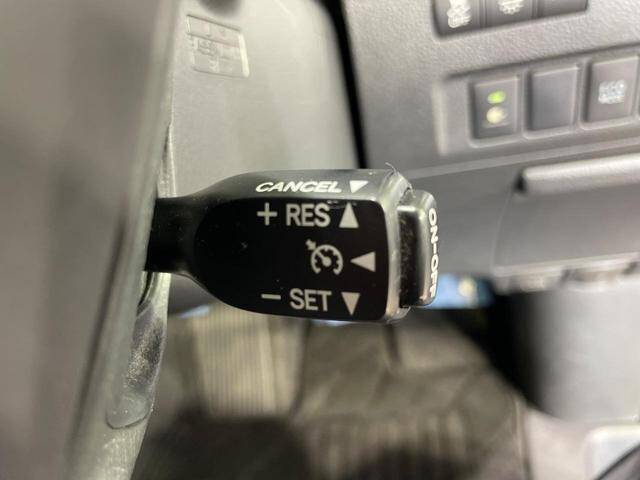 CANCEL ▼
+ RES ▲
◀
− SET ▼
ON-OFF